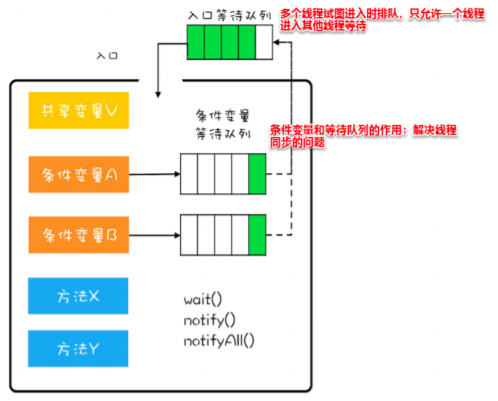 入口等待队列
多个线程试图进入时排队，只允许一个线程
进入其他线程等待
入口
共享变量V
条件变量
等待队列
条件变量和等待队列的作用：解决线程
同步的问题
条件变量A
条件变量B
方法X
wait()
notify()
notifyAll()
方法Y